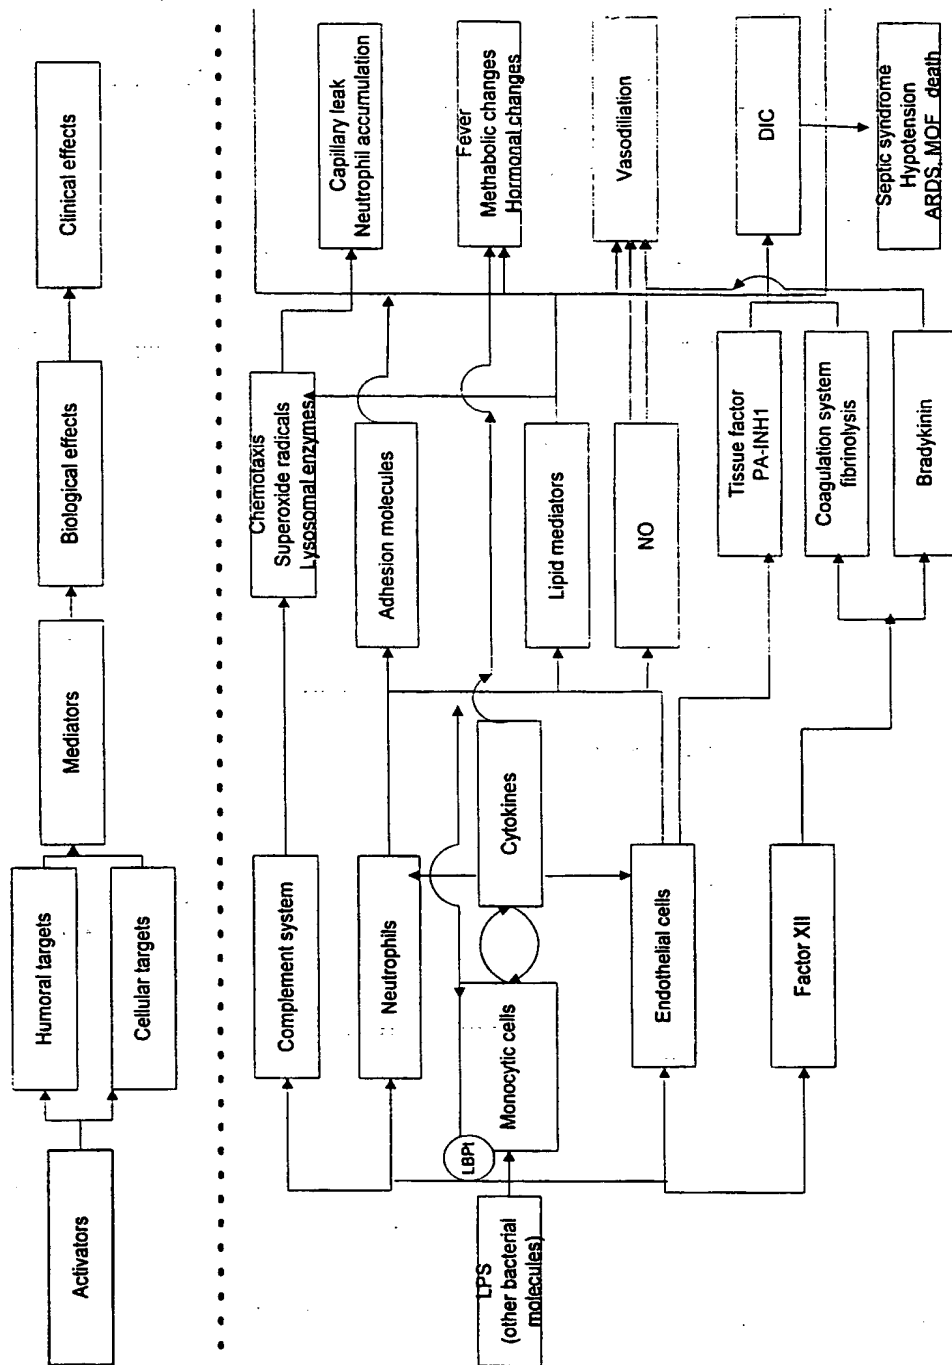 Activators
Humoral targets
Cellular targets
Mediators
Biological effects
Clinical effects
LPS
(other bacterial
molecules)
LBPt
Complement system
Neutrophils
Monocytic cells
Endothelial cells
Factor XII
Cytokines
Chemotaxis
Superoxide radicals
Lysosomal enzymes
Adhesion molecules
Lipid mediators
NO
Tissue factor
PA-INH1
Coagulation system
fibrinolysis
Bradykinin
Capillary leak
Neutrophil accumulation
Fever
Methabolic changes
Hormonal changes
Vasodiliation
DIC
Septic syndrome
Hypotension
ARDS, MOF death